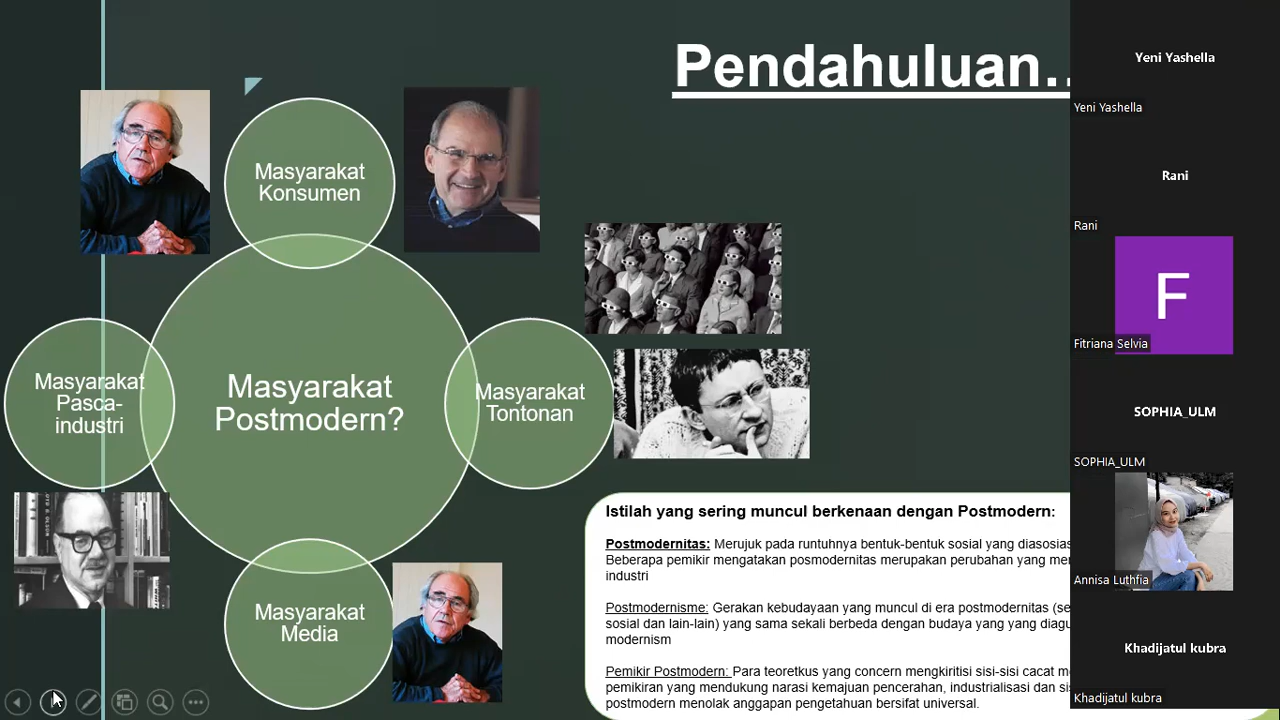 Pendahuluan..
Masyarakat
Konsumen
Masyarakat
Pasca-
industri
Masyarakat
Postmodern?
Masyarakat
Tontonan
Masyarakat
Media
Istilah yang sering muncul berkenaan dengan Postmodern:
Postmodernitas: Merujuk pada runtuhnya bentuk-bentuk sosial yang diasosias
Beberapa pemikir mengatakan posmodernitas merupakan perubahan yang mer
industri
Postmodernisme: Gerakan kebudayaan yang muncul di era postmodernitas (se
sosial dan lain-lain) yang sama sekali berbeda dengan budaya yang yang diagu
modernism
Pemikir Postmodern: Para teoretkus yang concern mengkiritisi sisi-sisi cacat m
pemikiran yang mendukung narasi kemajuan pencerahan, industrialisasi dan si
postmodern menolak anggapan pengetahuan bersifat universal.
Yeni Yashella
Yeni Yashella
Rani
Rani
F
Fitriana Selvia
SOPHIA_ULM
SOPHIA_ULM
Annisa Luthfia
Khadijatul kubra
Khadijatul kubra